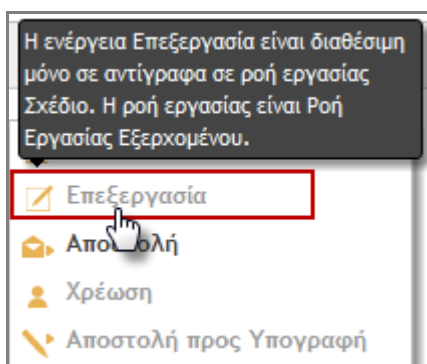 Η ενέργεια Επεξεργασία είναι διαθέσιμη
μόνο σε αντίγραφα σε ροή εργασίας
Σχέδιο. Η ροή εργασίας είναι Ροή
Εργασίας Εξερχομένου.
Επεξεργασία
Αποστολή
Χρέωση
Αποστολή προς Υπογραφή